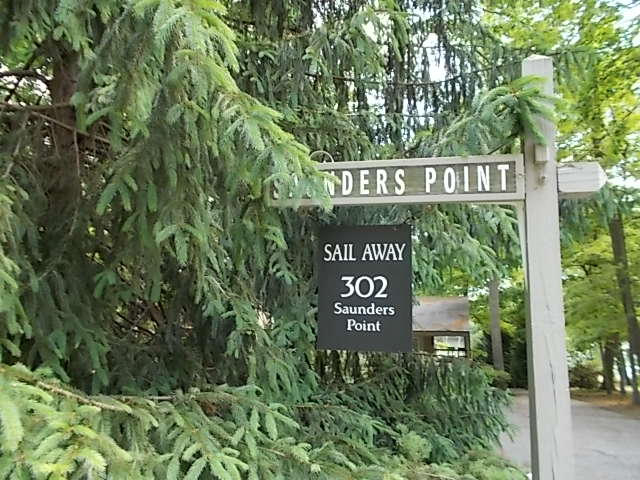 SAUNDERS POINT
SAIL AWAY
302
Saunders
Point